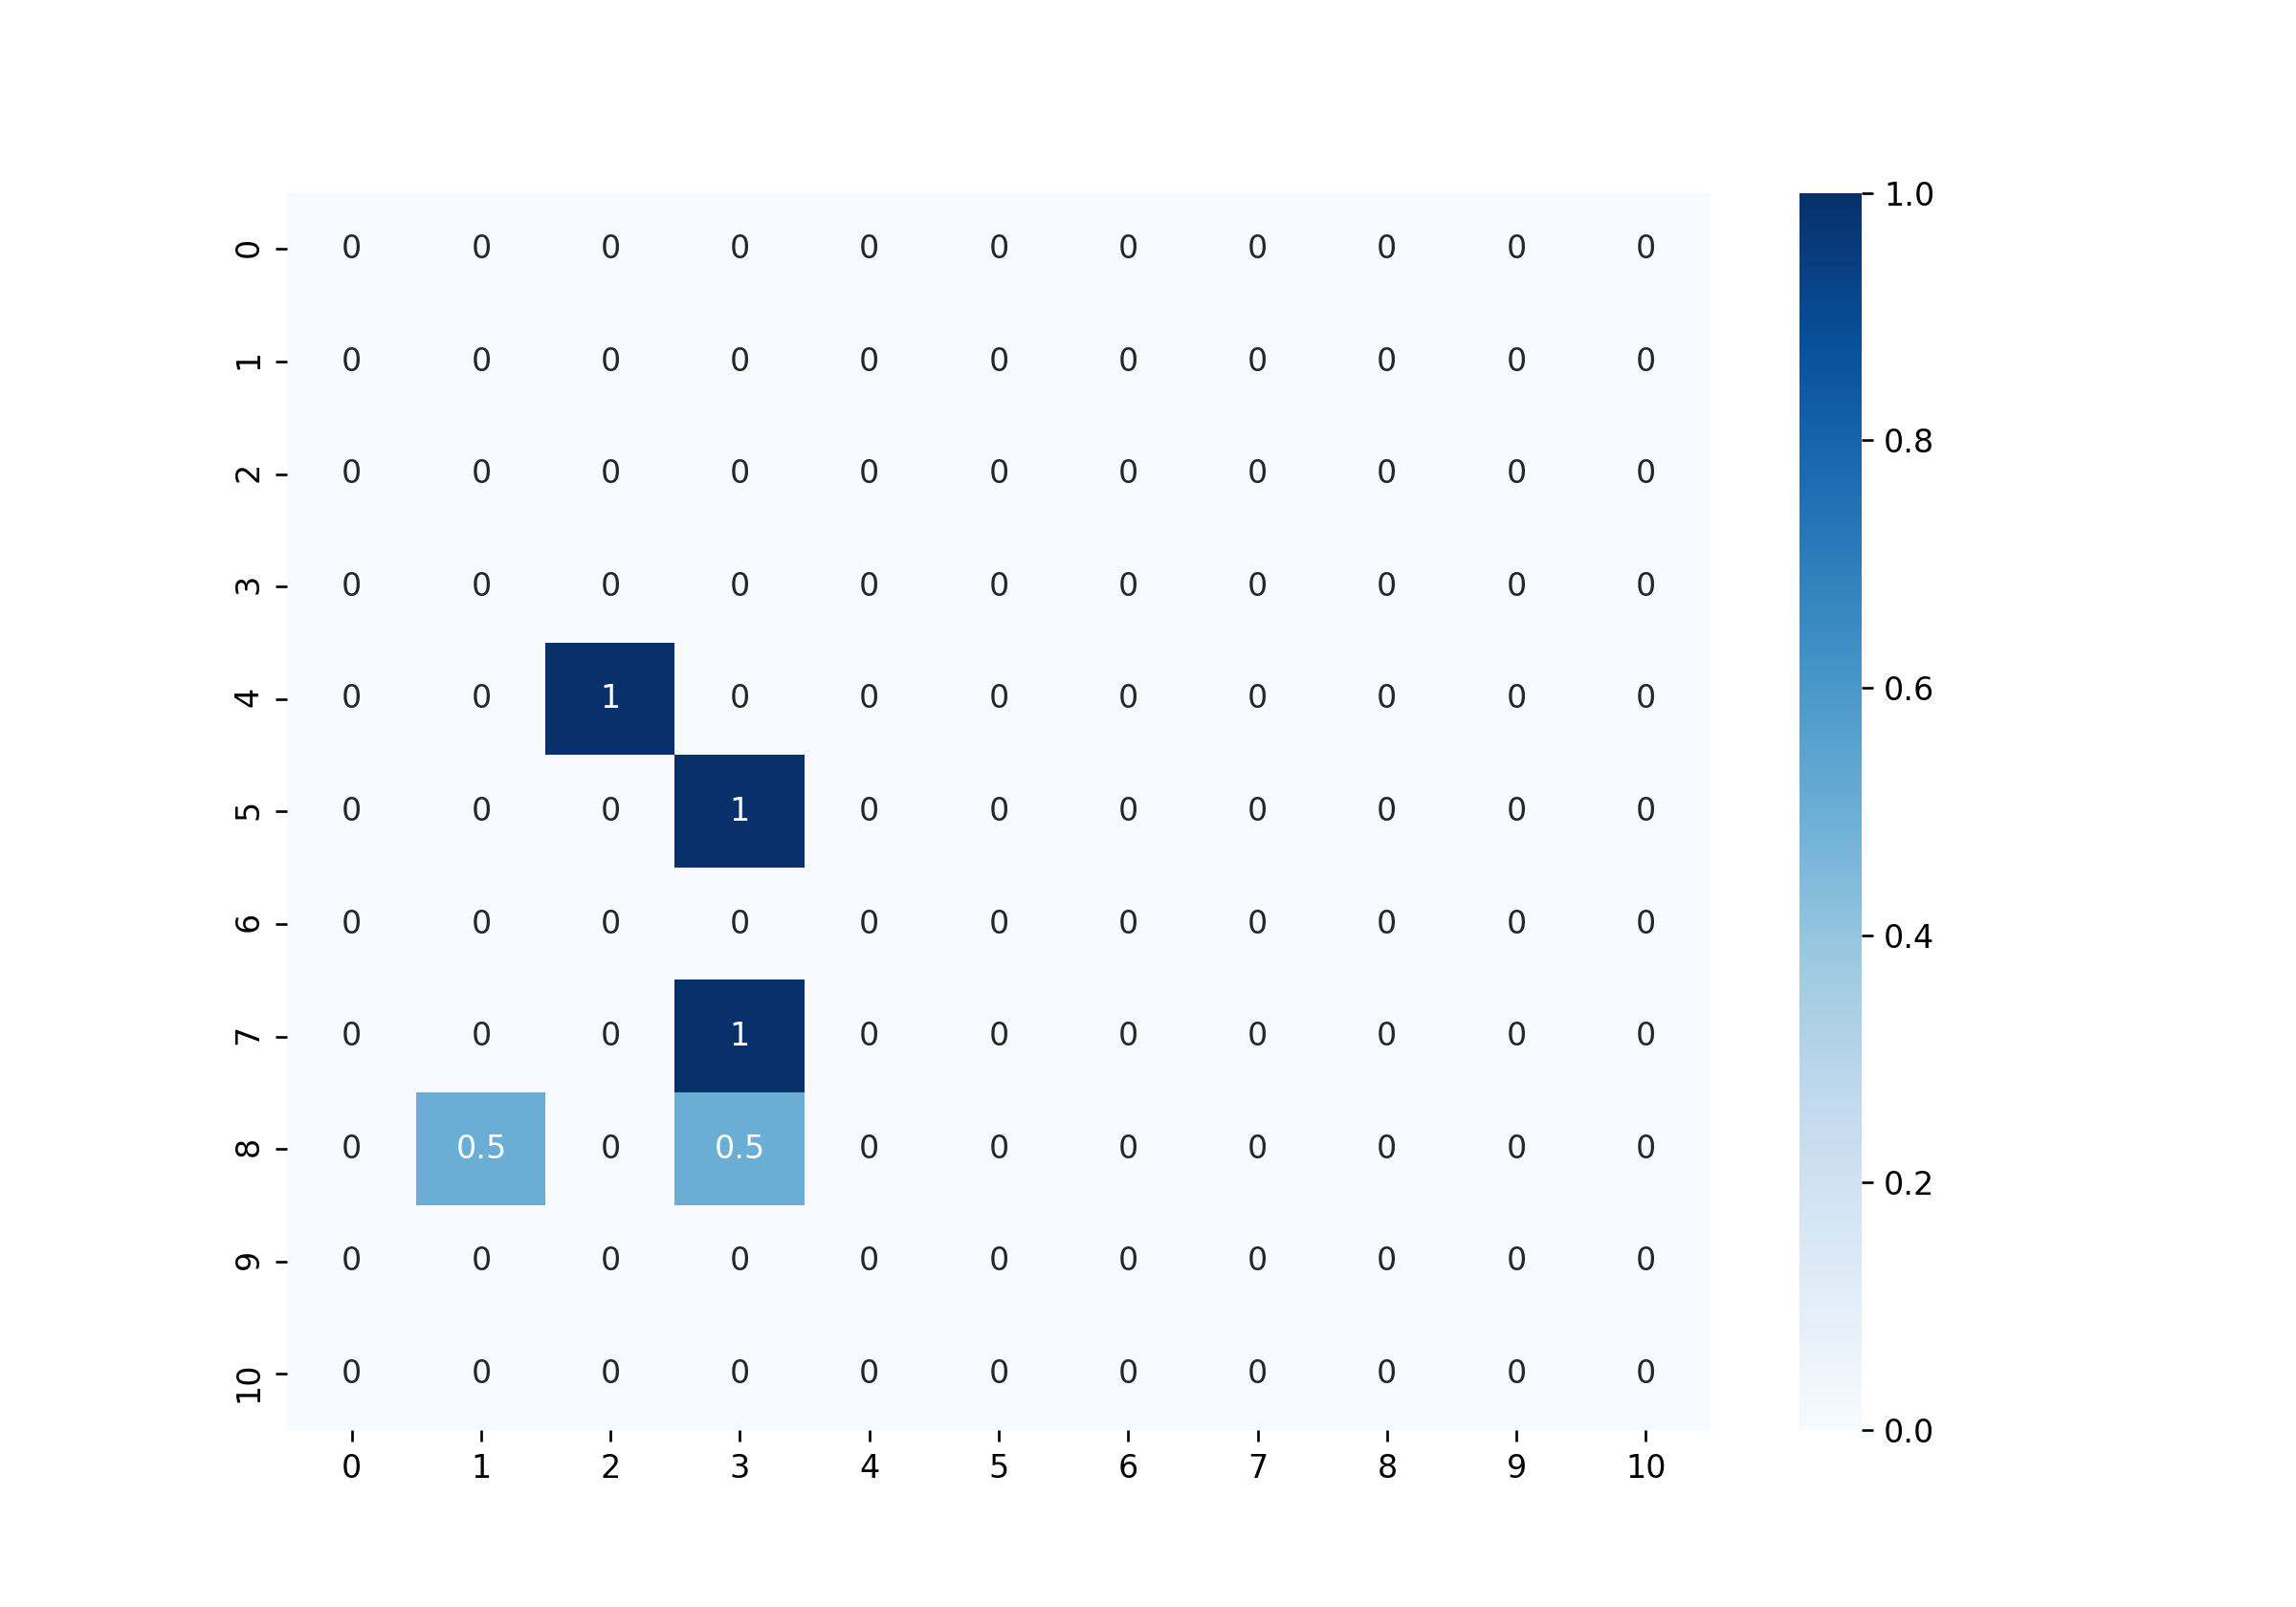 1.0
0 0 0 0 0 0 0 0 0 0 0 0
1 0 0 0 0 0 0 0 0 0 0 0
0.8
2 0 0 0 0 0 0 0 0 0 0 0
3 0 0 0 0 0 0 0 0 0 0 0
0.6
4 0 0 1 0 0 0 0 0 0 0 0
5 0 0 0 1 0 0 0 0 0 0 0
6 0 0 0 0 0 0 0 0 0 0 0
0.4
7 0 0 0 1 0 0 0 0 0 0 0
8 0 0.5 0 0.5 0 0 0 0 0 0 0
0.2
9 0 0 0 0 0 0 0 0 0 0 0
10 0 0 0 0 0 0 0 0 0 0 0
0.0
0 1 2 3 4 5 6 7 8 9 10